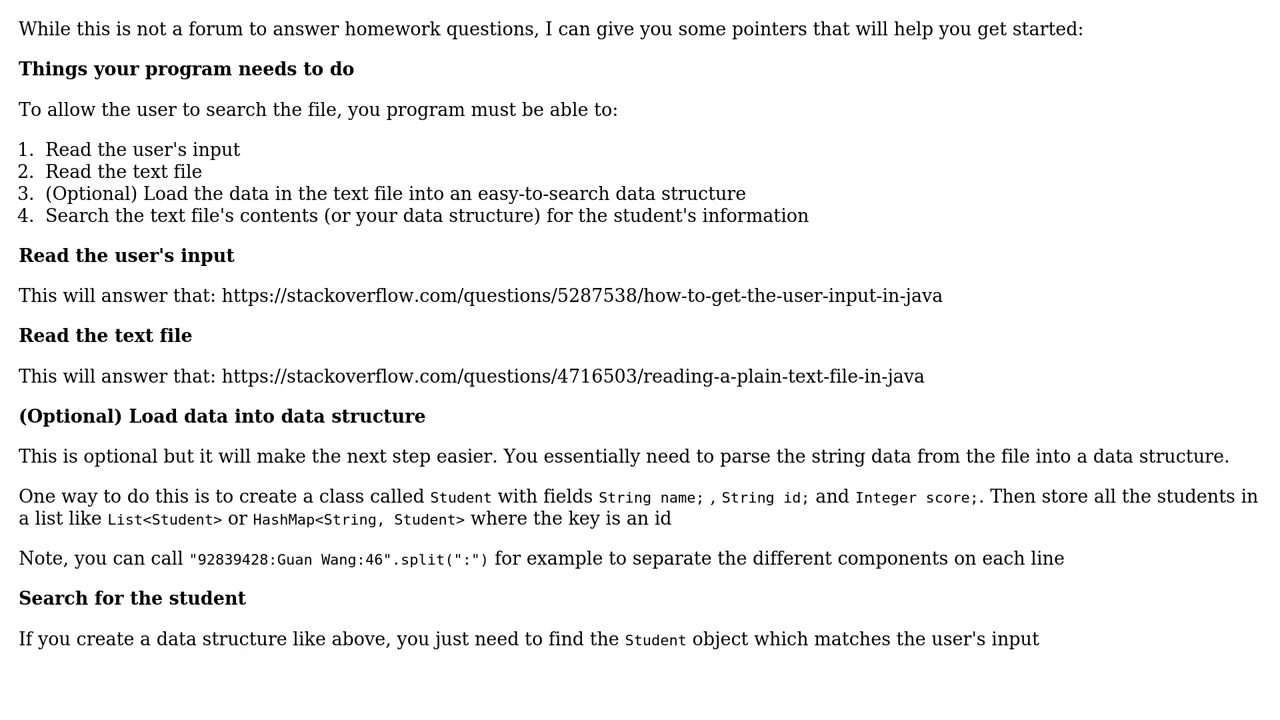 While this is not a forum to answer homework questions, I can give you some pointers that will help you get started:
Things your program needs to do
To allow the user to search the file, you program must be able to:
1. Read the user's input
2. Read the text file
3. (Optional) Load the data in the text file into an easy-to-search data structure
4. Search the text file's contents (or your data structure) for the student's information
Read the user's input
This will answer that: https://stackoverflow.com/questions/5287538/how-to-get-the-user-input-in-java
Read the text file
This will answer that: https://stackoverflow.com/questions/4716503/reading-a-plain-text-file-in-java
(Optional) Load data into data structure
This is optional but it will make the next step easier. You essentially need to parse the string data from the file into a data structure.
One way to do this is to create a class called Student with fields String name; , String id; and Integer score;. Then store all the students in
a list like List<Student> or HashMap<String, Student> where the key is an id
Note, you can call "92839428:Guan Wang:46".split(":") for example to separate the different components on each line
Search for the student
If you create a data structure like above, you just need to find the Student object which matches the user's input